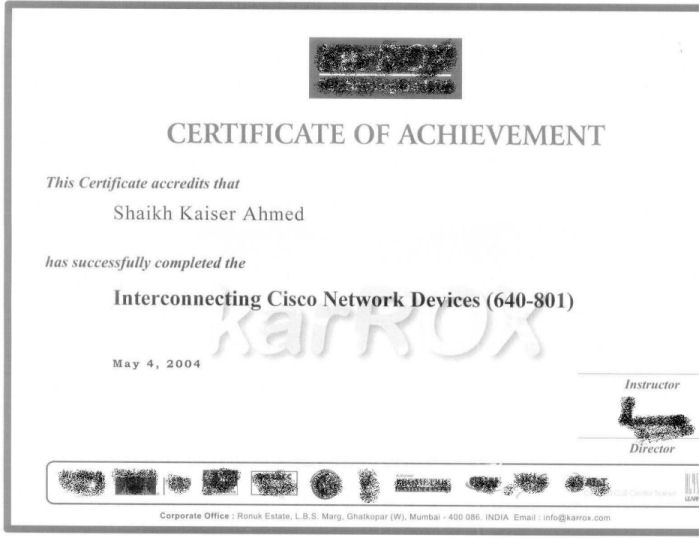 CERTIFICATE OF ACHIEVEMENT
This Certificate accredits that
Shaikh Kaiser Ahmed
has successfully completed the
Interconnecting Cisco Network Devices (640-801)
karROX
May 4, 2004
Instructor
Director
Corporate Office : Ronuk Estate, L.B.S. Marg, Ghatkopar (W), Mumbai - 400 086. INDIA Email : info@karrox.com